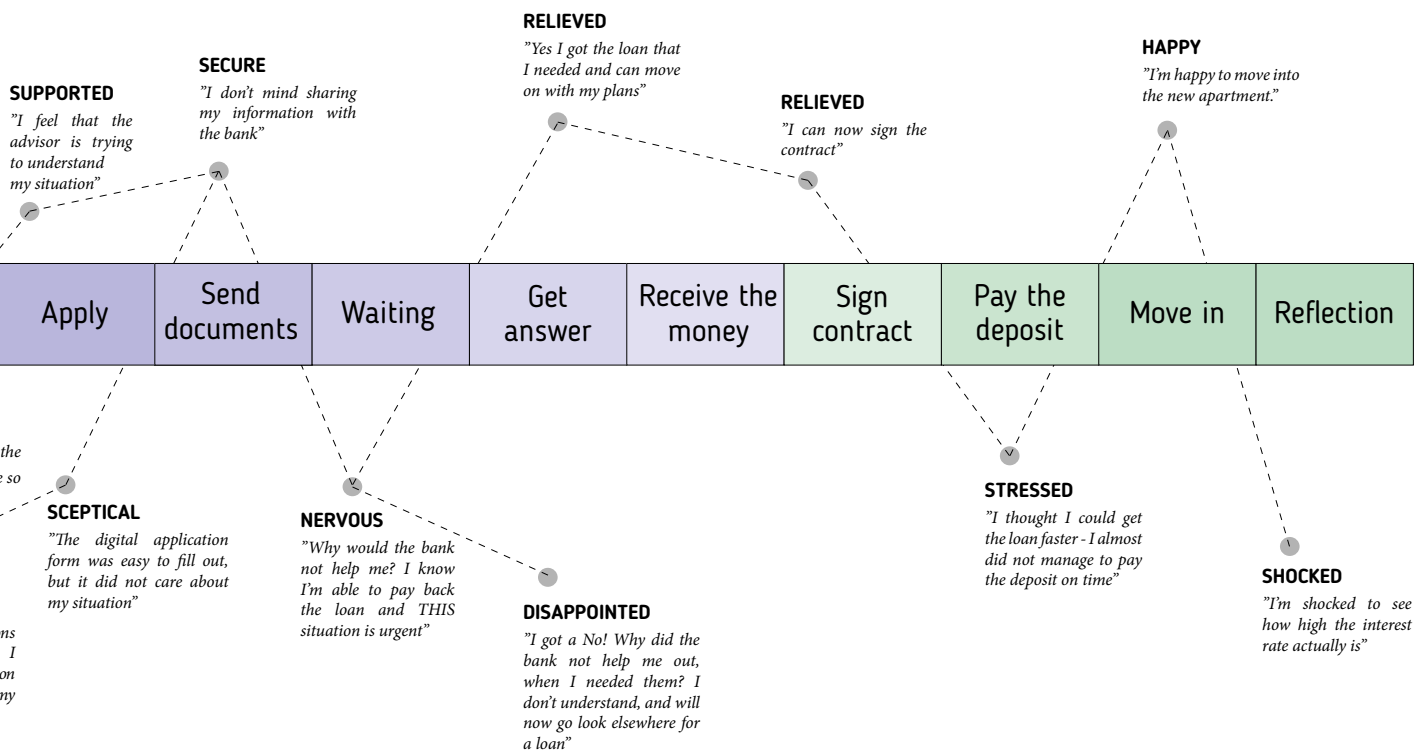 RELIEVED
"Yes I got the loan that
I needed and can move
on with my plans"
HAPPY
"I'm happy to move into
the new apartment."
SECURE
"I don't mind sharing
my information with
the bank"
SUPPORTED
"I feel that the
advisor is trying
to understand
my situation"
RELIEVED
"I can now sign the
contract"
Apply
Send
documents
Waiting
Get
answer
Receive the
money
Sign
contract
Pay the
deposit
Move in
Reflection
the
e so
SCEPTICAL
"The digital application
form was easy to fill out,
but it did not care about
my situation"
ns
I
on
my
NERVOUS
"Why would the bank
not help me? I know
I'm able to pay back
the loan and THIS
situation is urgent"
DISAPPOINTED
"I got a No! Why did the
bank not help me out,
when I needed them? I
don't understand, and will
now go look elsewhere for
a loan"
STRESSED
"I thought I could get
the loan faster - I almost
did not manage to pay
the deposit on time"
SHOCKED
"I'm shocked to see
how high the interest
rate actually is"